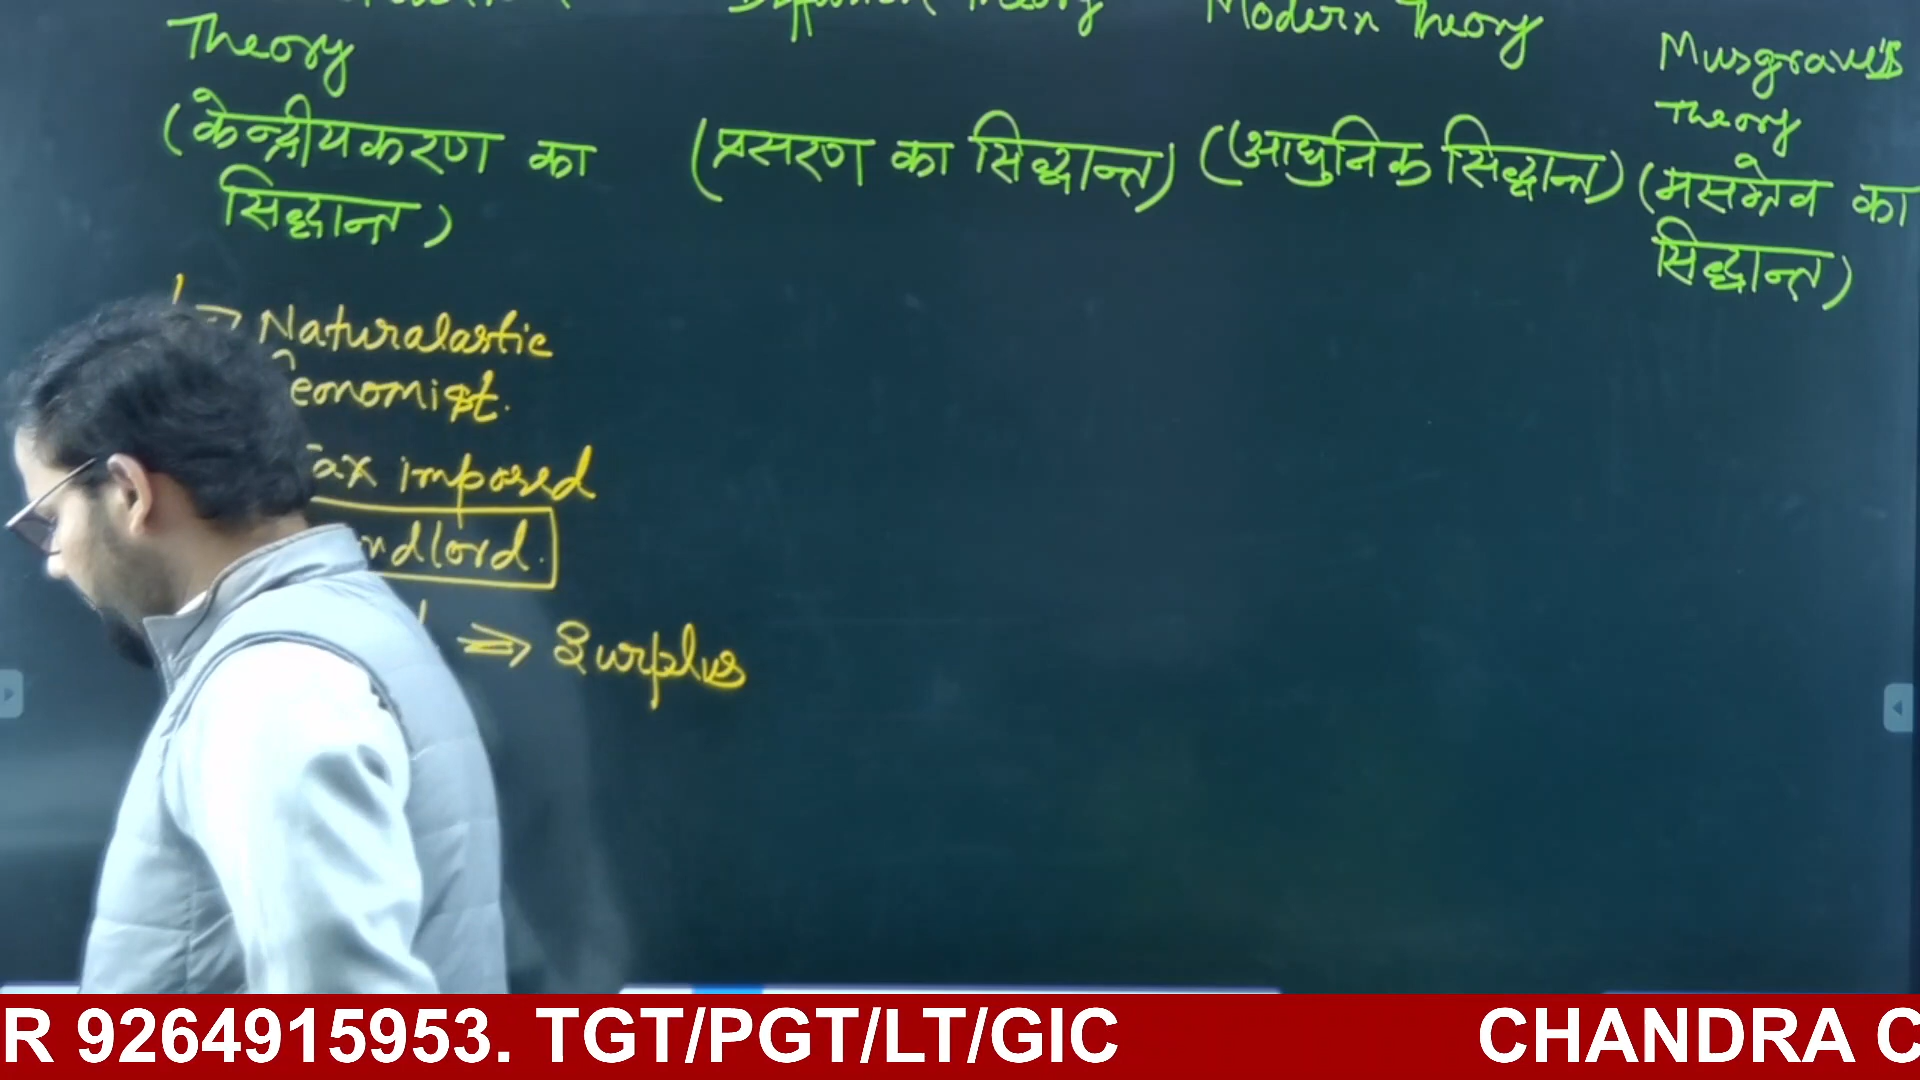 Theory Modern Theory Musgrave's
Theory
(केन्द्रीयकरण का (प्रसरण का सिद्धान्त) (आधुनिक सिद्धान्त) (मसग्रेव का
सिद्धान्त) सिद्धान्त)
Naturalastic
Economist.
Tax imposed
ndlord.
⇒ Surplus
R 9264915953. TGT/PGT/LT/GIC CHANDRA C